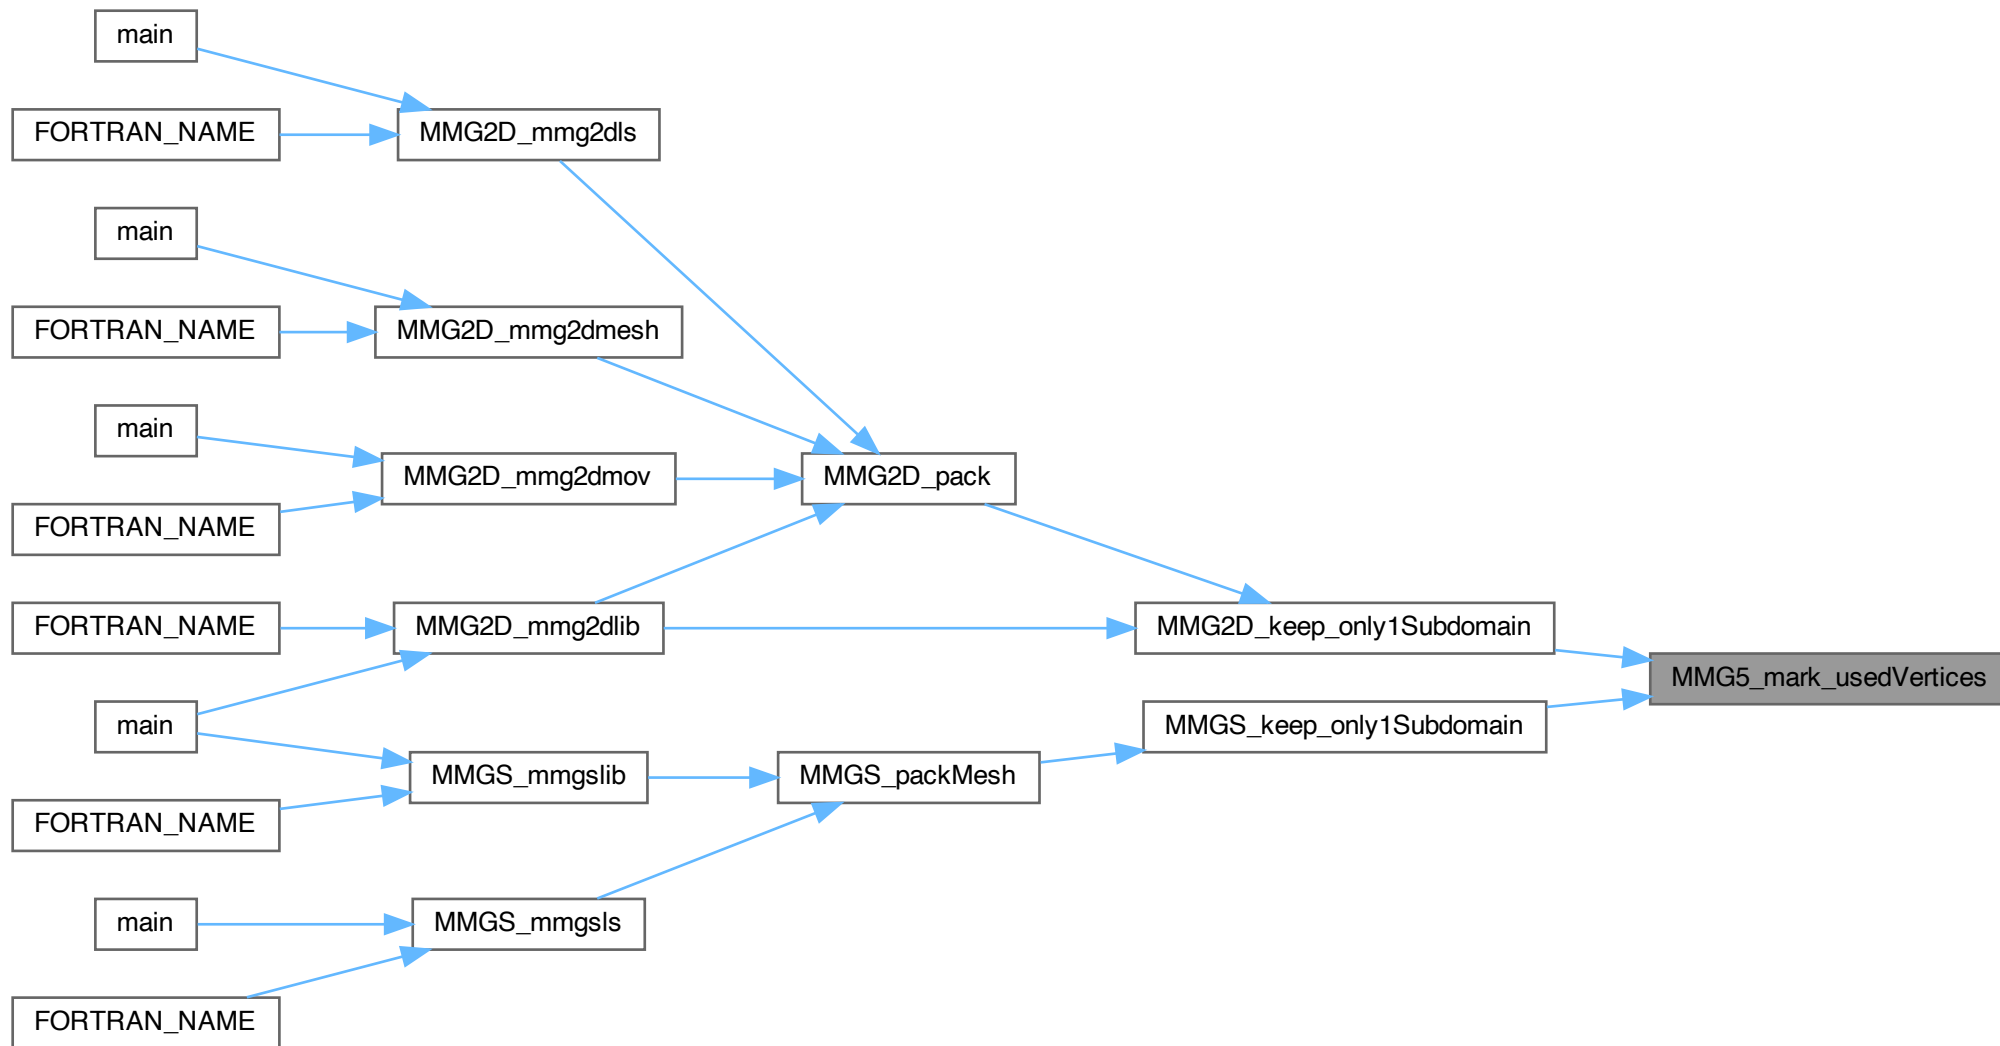 main
FORTRAN_NAME
MMG2D_mmg2dls
main
FORTRAN_NAME
MMG2D_mmg2dmesh
main
MMG2D_mmg2dmov
MMG2D_pack
FORTRAN_NAME
FORTRAN_NAME
MMG2D_mmg2dlib
MMG2D_keep_only1Subdomain
MMG5_mark_usedVertices
main
MMGS_keep_only1Subdomain
MMGS_mmgslib
MMGS_packMesh
FORTRAN_NAME
main
MMGS_mmgsls
FORTRAN_NAME